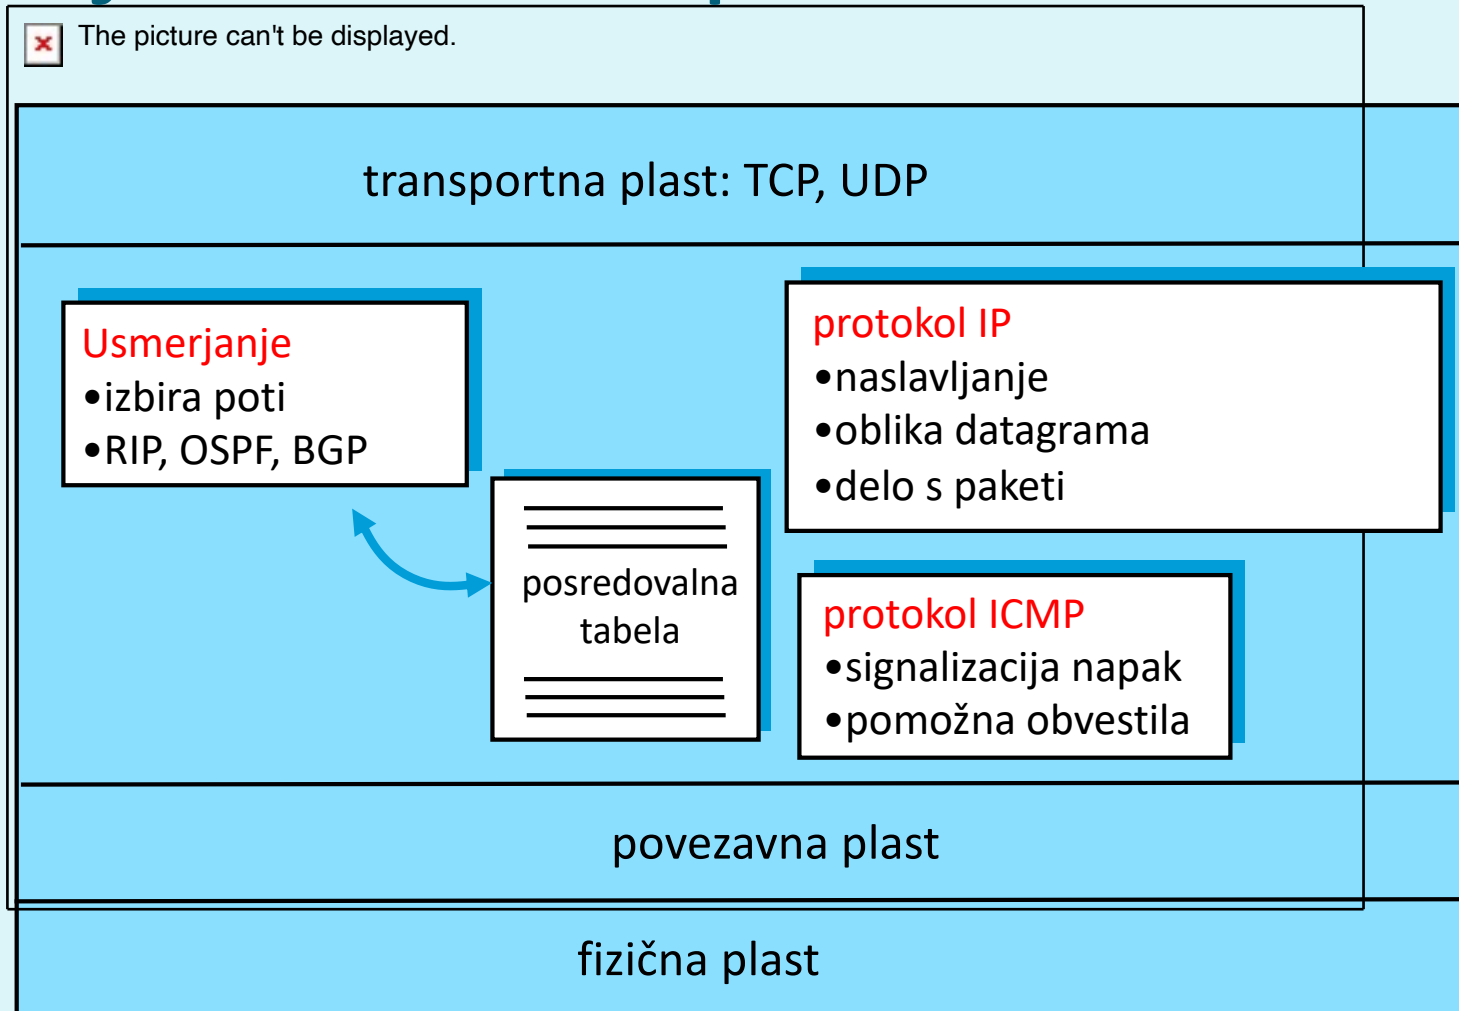 The picture can't be displayed.
transportna plast: TCP, UDP
Usmerjanje
•izbira poti
•RIP, OSPF, BGP
protokol IP
•naslavljanje
•oblika datagrama
•delo s paketi
posredovalna
tabela
protokol ICMP
•signalizacija napak
•pomožna obvestila
povezavna plast
fizična plast